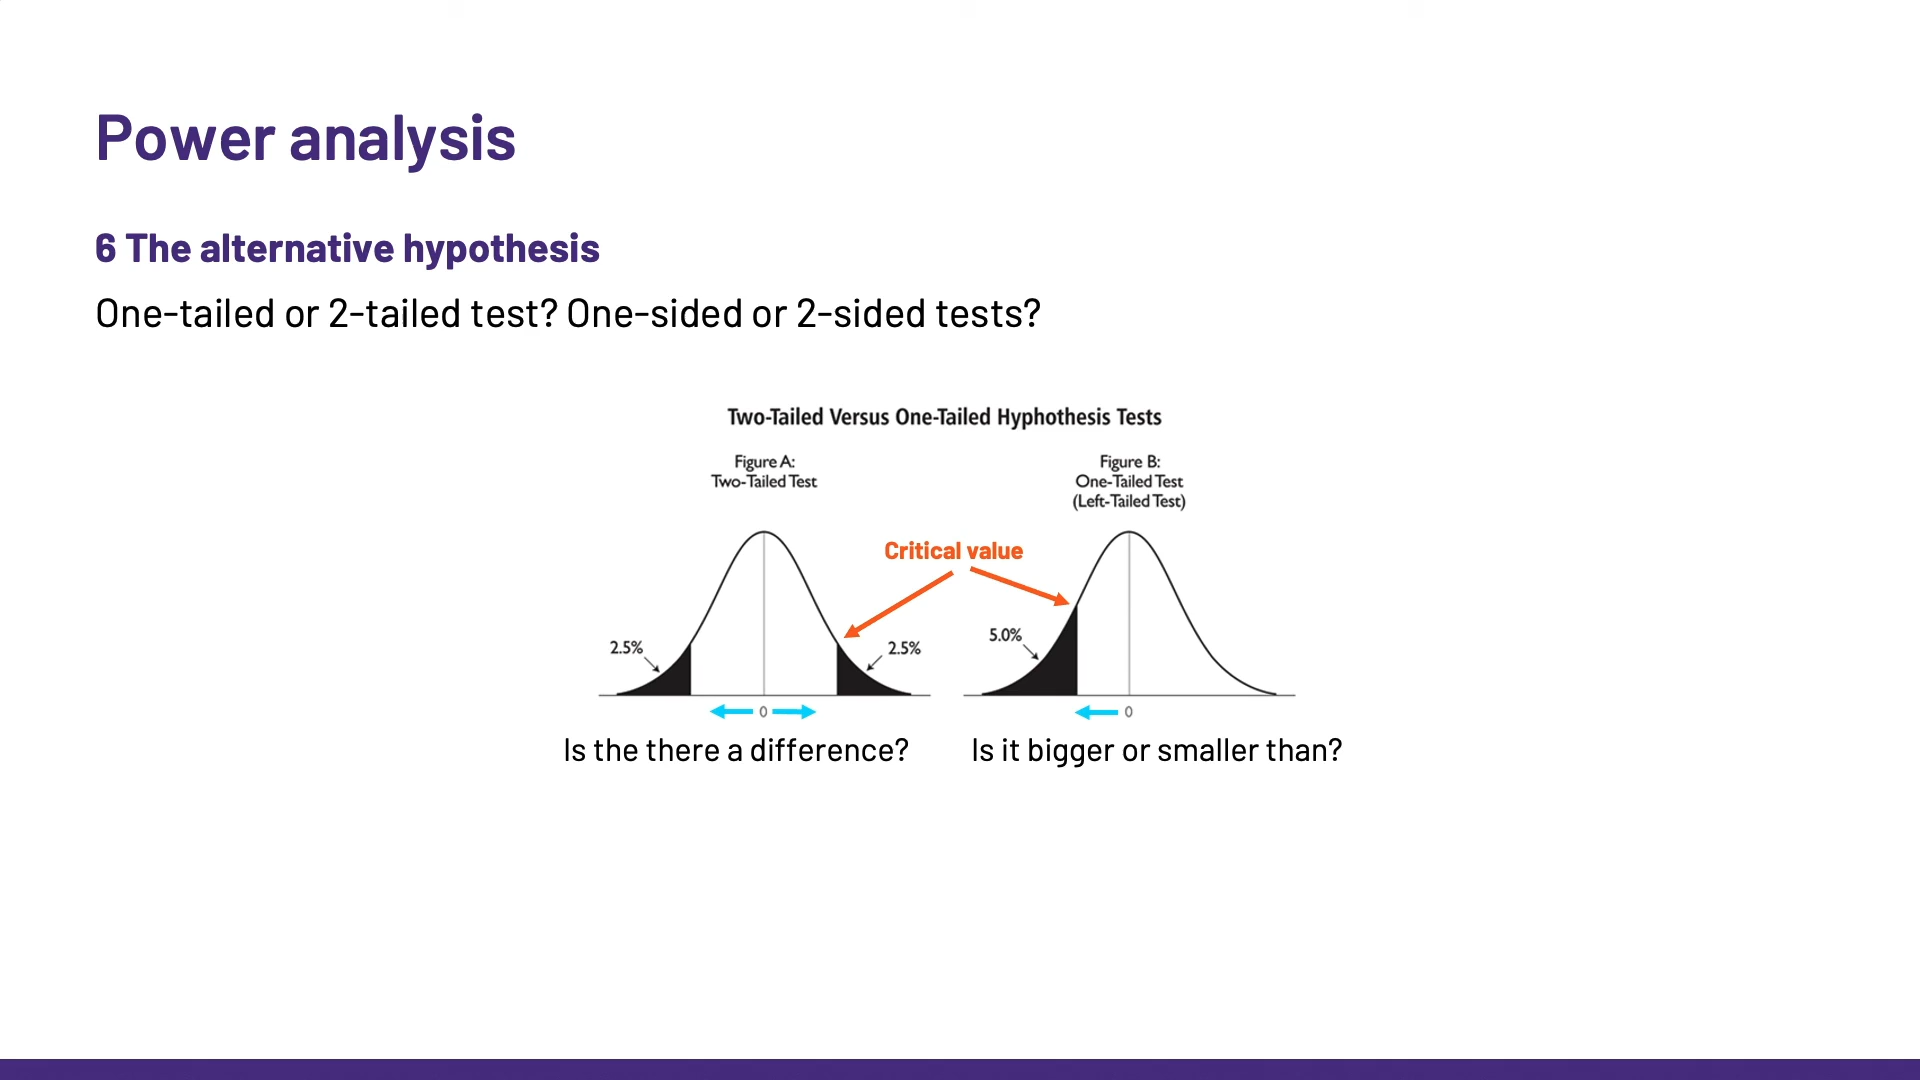 Power analysis
6 The alternative hypothesis
One-tailed or 2-tailed test? One-sided or 2-sided tests?
Two-Tailed Versus One-Tailed Hyphothesis Tests
Figure A:
Two-Tailed Test
Figure B:
One-Tailed Test
(Left-Tailed Test)
Critical value
2.5%
2.5%
5.0%
0
0
Is the there a difference?
Is it bigger or smaller than?